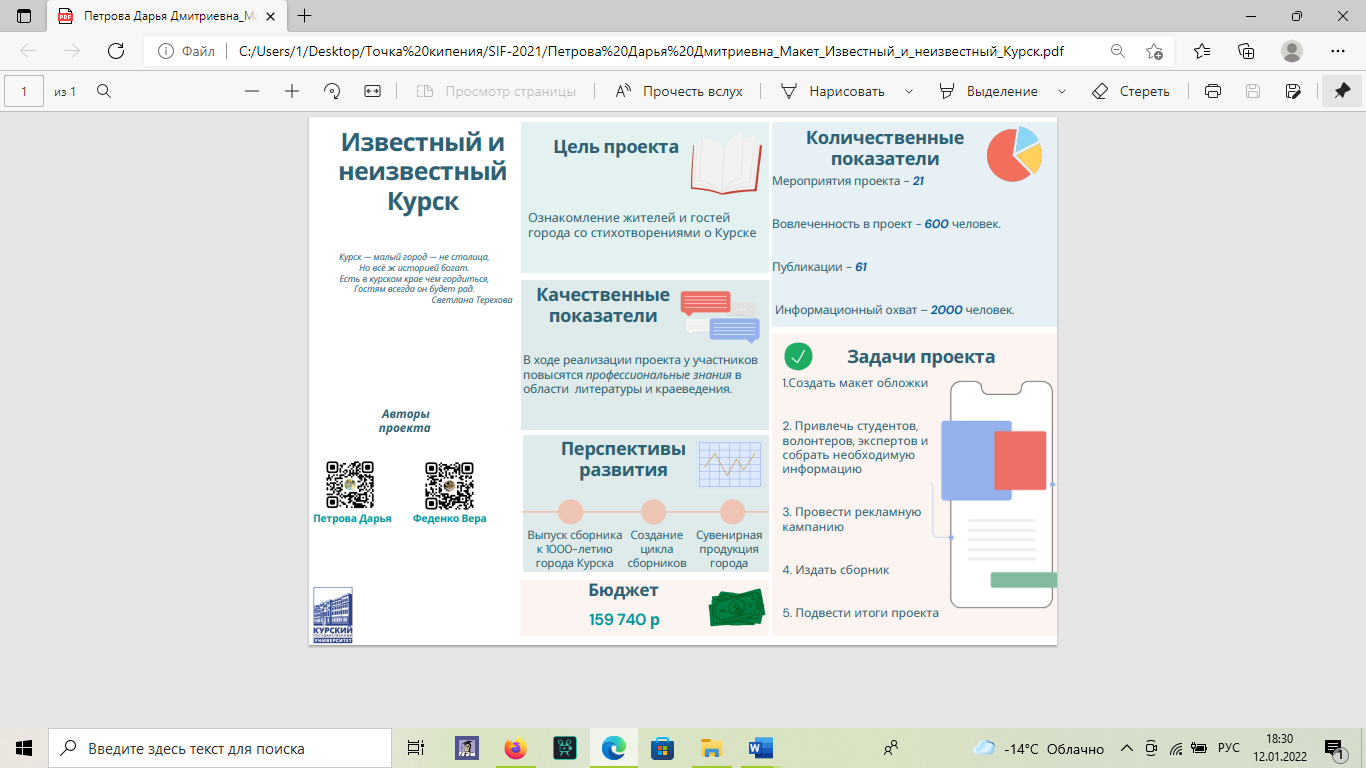 Петрова Дарья Дмитриевна_М
Файл
C:/Users/1/Desktop/Точка%20кипения/SIF-2021/Петрова%20Дарья%20Дмитриевна_Макет_Известный_и_неизвестный_Курск.pdf
1 из 1
Просмотр страницы
Прочесть вслух
Нарисовать
Выделение
Стереть
Известный и
неизвестный
Курск
Курск — малый город — не столица,
Но всё ж историей богат.
Есть в курском крае чем гордиться,
Гостям всегда он будет рад.
Светлана Терехова
Авторы
проекта
Петрова Дарья
Феденко Вера
КУРСКИЙ
ГОСУДАРСТВЕННЫЙ
УНИВЕРСИТЕТ
Цель проекта
Ознакомление жителей и гостей
города со стихотворениями о Курске
Качественные
показатели
В ходе реализации проекта у участников
повысятся профессиональные знания в
области литературы и краеведения.
Перспективы
развития
Выпуск сборника
к 1000-летию
города Курска
Создание
цикла
сборников
Сувенирная
продукция
города
Бюджет
159 740 р
Количественные
показатели
Мероприятия проекта – 21
Вовлеченность в проект – 600 человек.
Публикации – 61
Информационный охват – 2000 человек.
Задачи проекта
1.Создать макет обложки
2. Привлечь студентов,
волонтеров, экспертов и
собрать необходимую
информацию
3. Провести рекламную
кампанию
4. Издать сборник
5. Подвести итоги проекта
Введите здесь текст для поиска
-14°C Облачно
РУС
18:30
12.01.2022
1